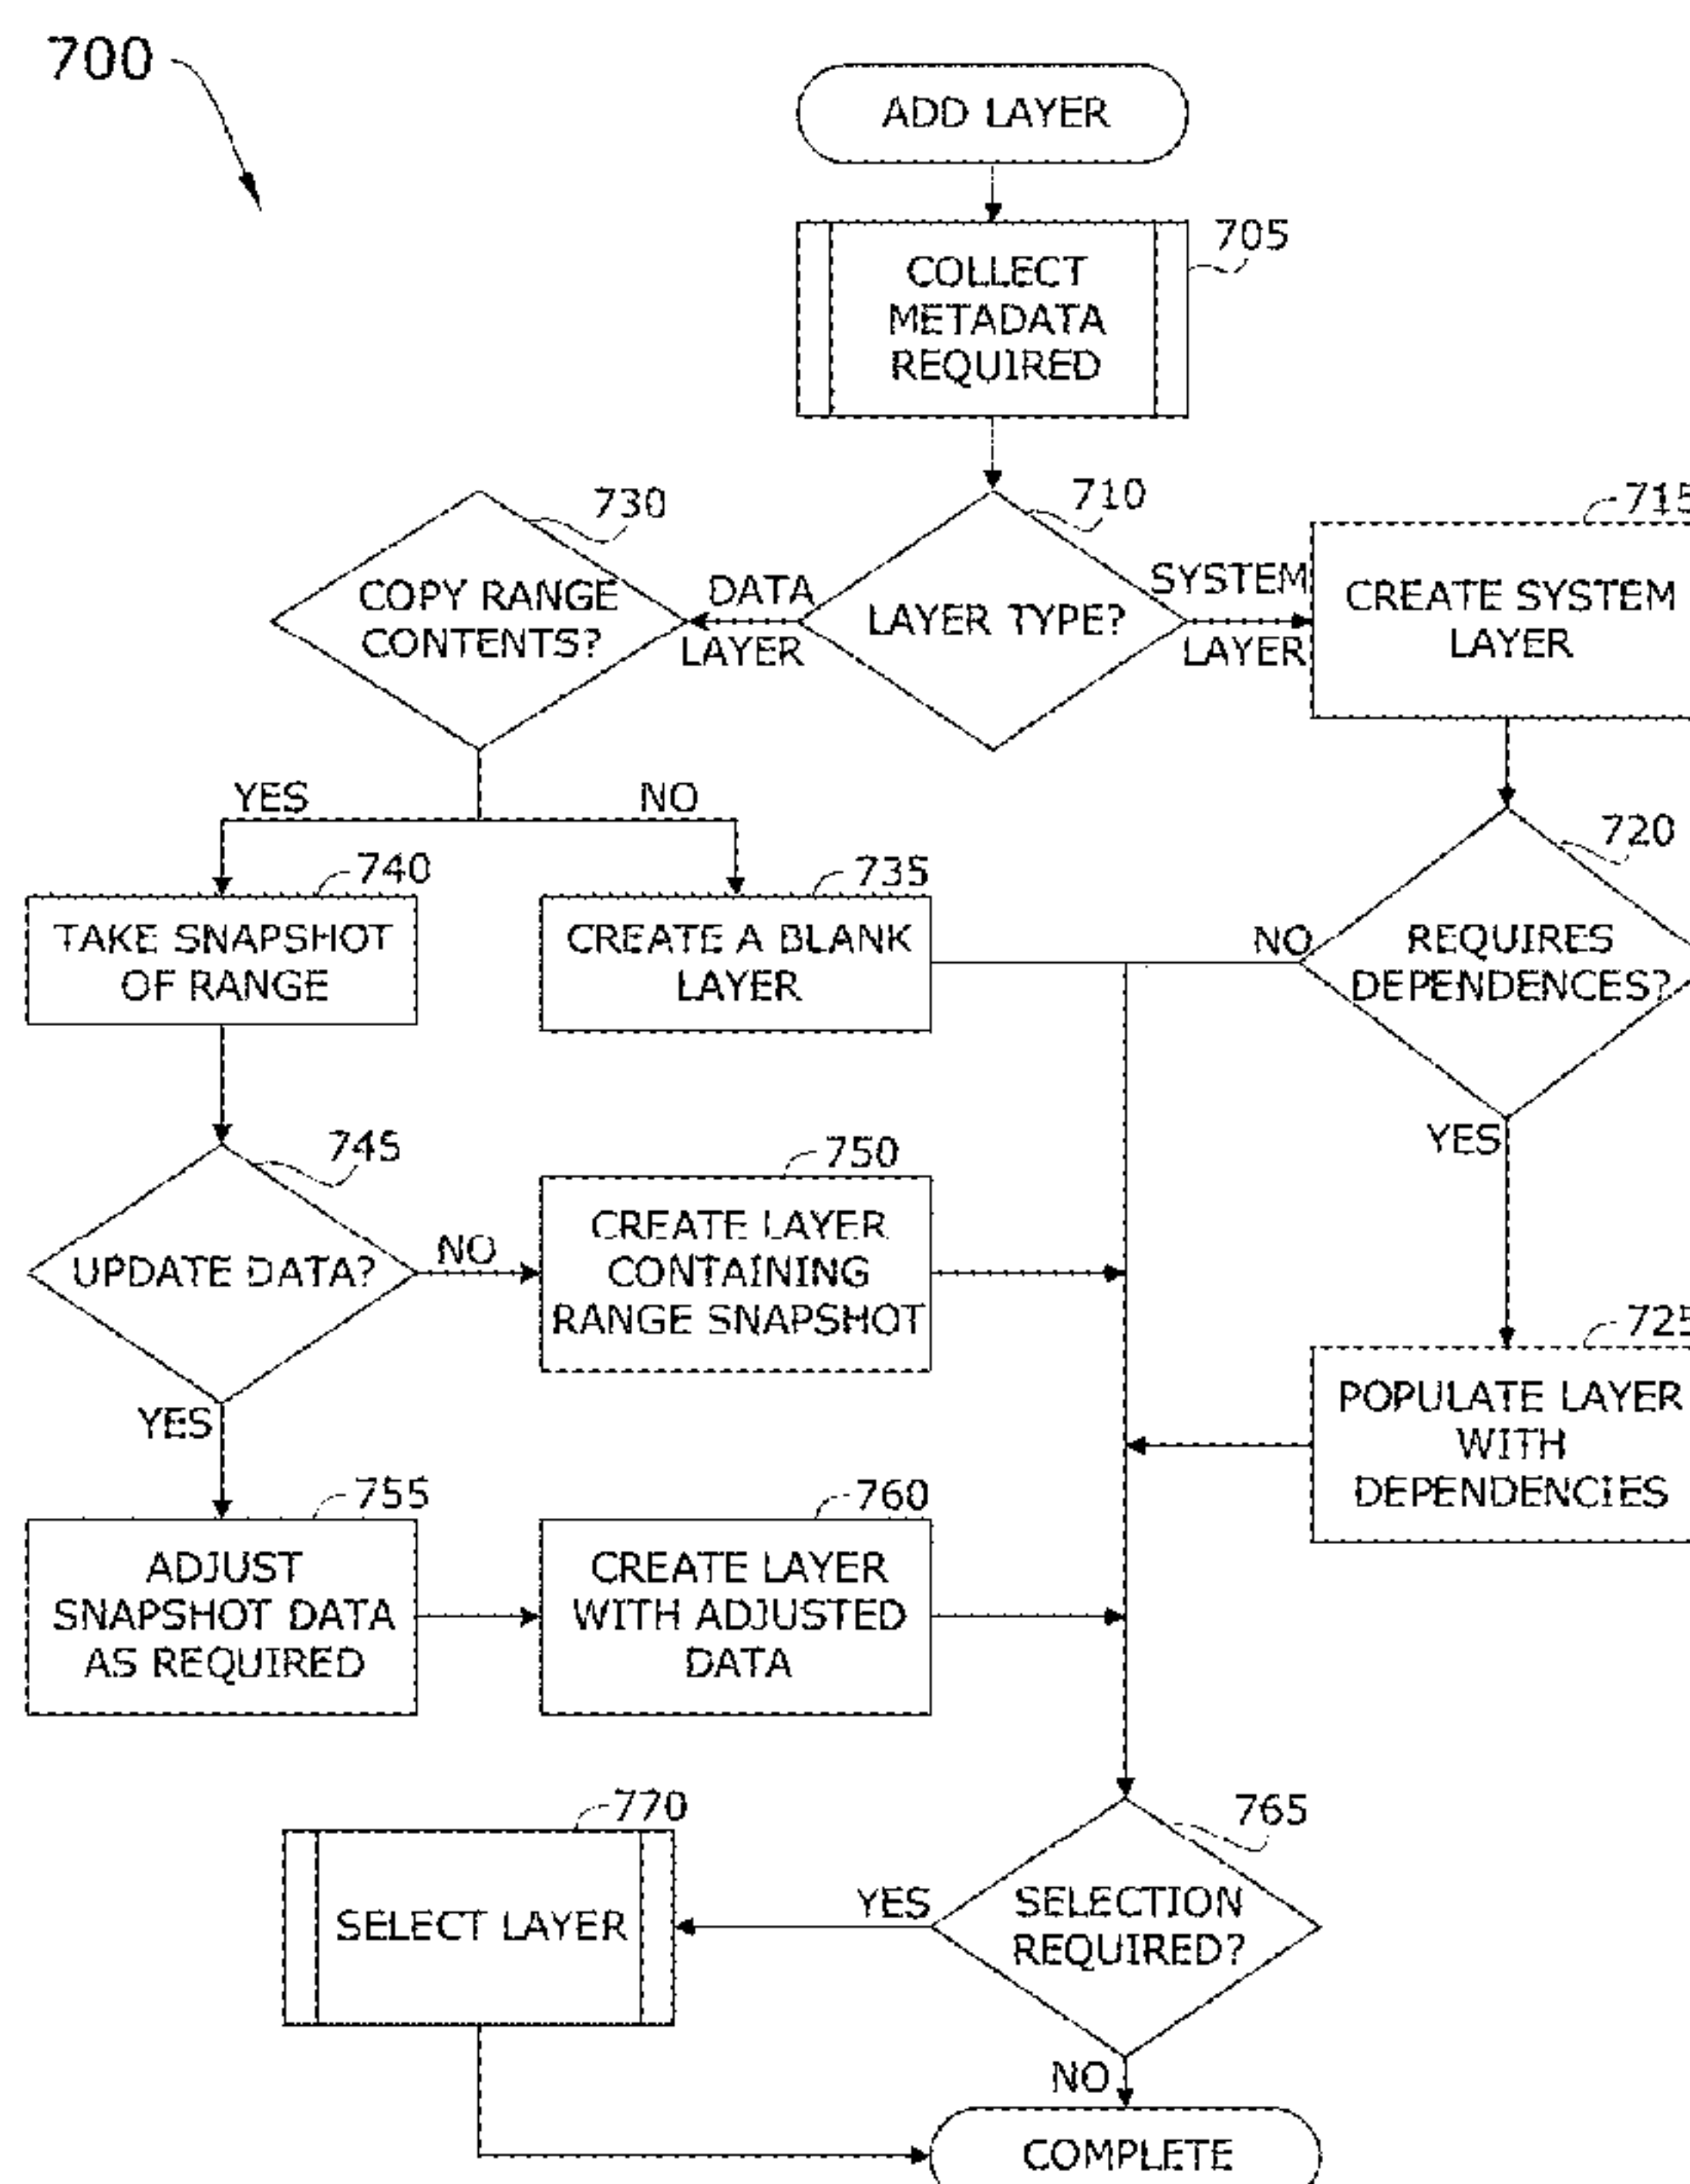 700
ADD LAYER
705
COLLECT
METADATA
REQUIRED
730
710
715
COPY RANGE
CONTENTS?
DATA
LAYER
LAYER TYPE?
SYSTEM
LAYER
CREATE SYSTEM
LAYER
YES
NO
720
740
735
TAKE SNAPSHOT
OF RANGE
CREATE A BLANK
LAYER
NO
REQUIRES
DEPENDENCES?
YES
745
750
UPDATE DATA?
NO
CREATE LAYER
CONTAINING
RANGE SNAPSHOT
725
POPULATE LAYER
WITH
DEPENDENCIES
YES
755
760
ADJUST
SNAPSHOT DATA
AS REQUIRED
CREATE LAYER
WITH ADJUSTED
DATA
770
765
SELECT LAYER
YES
SELECTION
REQUIRED?
NO
COMPLETE